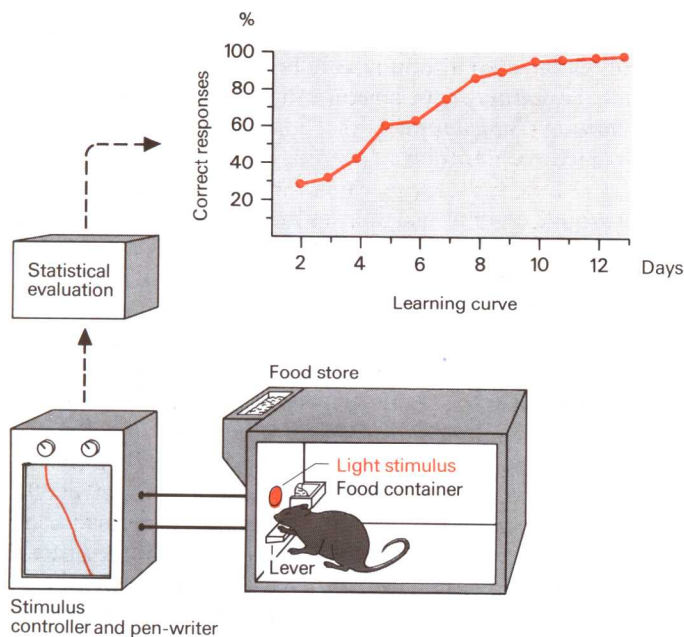 %
100
80
60
40
20
Correct responses
2 4 6 8 10 12 Days
Learning curve
Statistical
evaluation
Food store
Light stimulus
Food container
Lever
Stimulus
controller and pen-writer